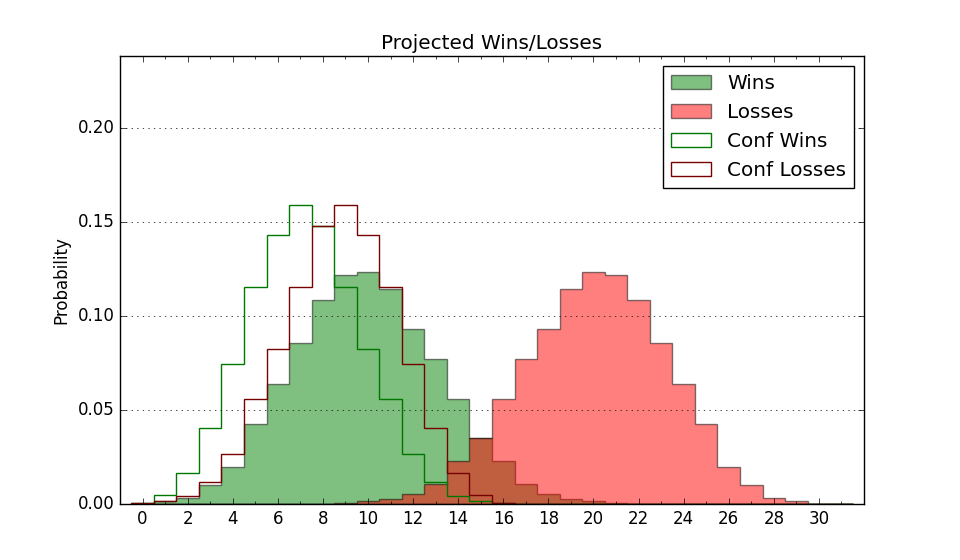 Projected Wins/Losses
Wins
Losses
Conf Wins
Conf Losses
Probability
0.20
0.15
0.10
0.05
0.00
0 2 4 6 8 10 12 14 16 18 20 22 24 26 28 30